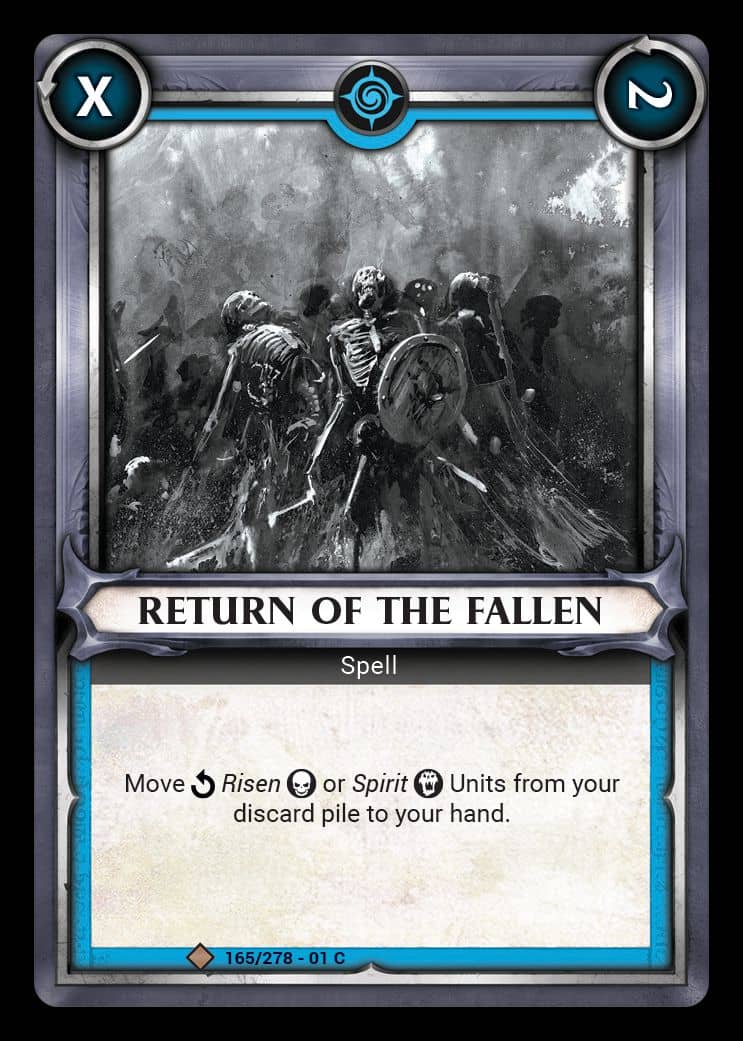 X
2
RETURN OF THE FALLEN
Spell
Move Risen or Spirit Units from your
discard pile to your hand.
165/278 - 01 C